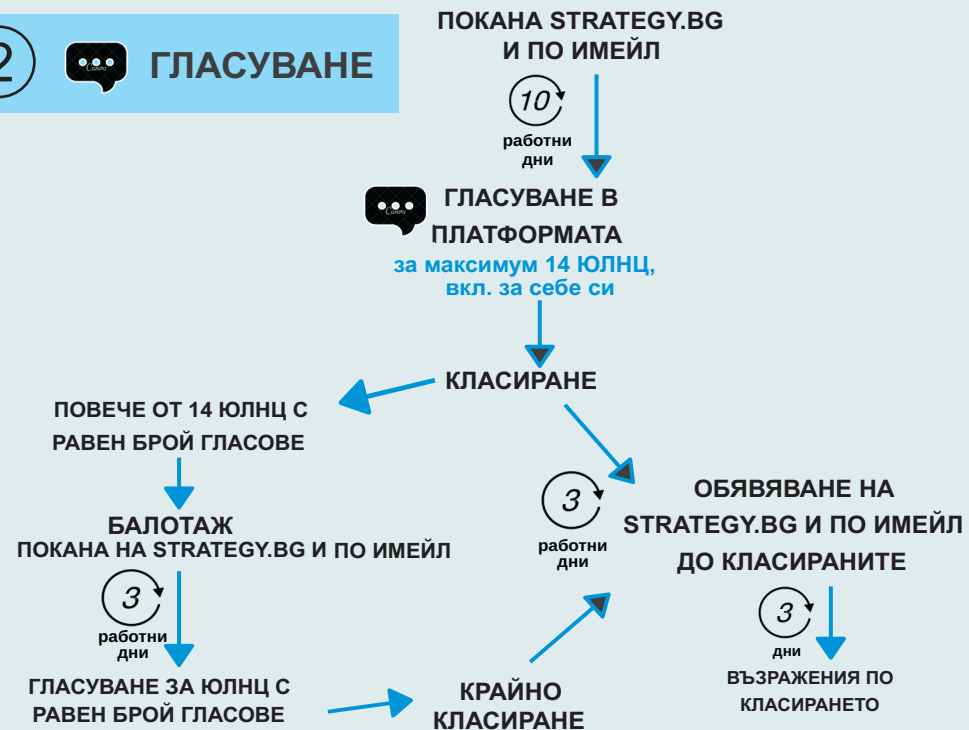 2
ГЛАСУВАНЕ
ПОКАНА STRATEGY.BG
И ПО ИМЕЙЛ
10
работни
дни
Canva
ГЛАСУВАНЕ В
ПЛАТФОРМАТА
за максимум 14 ЮЛНЦ,
вкл. за себе си
КЛАСИРАНЕ
ПОВЕЧЕ ОТ 14 ЮЛНЦ С
РАВЕН БРОЙ ГЛАСОВЕ
БАЛОТАЖ
ПОКАНА НА STRATEGY.BG И ПО ИМЕЙЛ
3
работни
дни
ГЛАСУВАНЕ ЗА ЮЛНЦ С
РАВЕН БРОЙ ГЛАСОВЕ
КРАЙНО
КЛАСИРАНЕ
3
работни
дни
ОБЯВЯВАНЕ НА
STRATEGY.BG И ПО ИМЕЙЛ
ДО КЛАСИРАНИТЕ
3
дни
ВЪЗРАЖЕНИЯ ПО
КЛАСИРАНЕТО